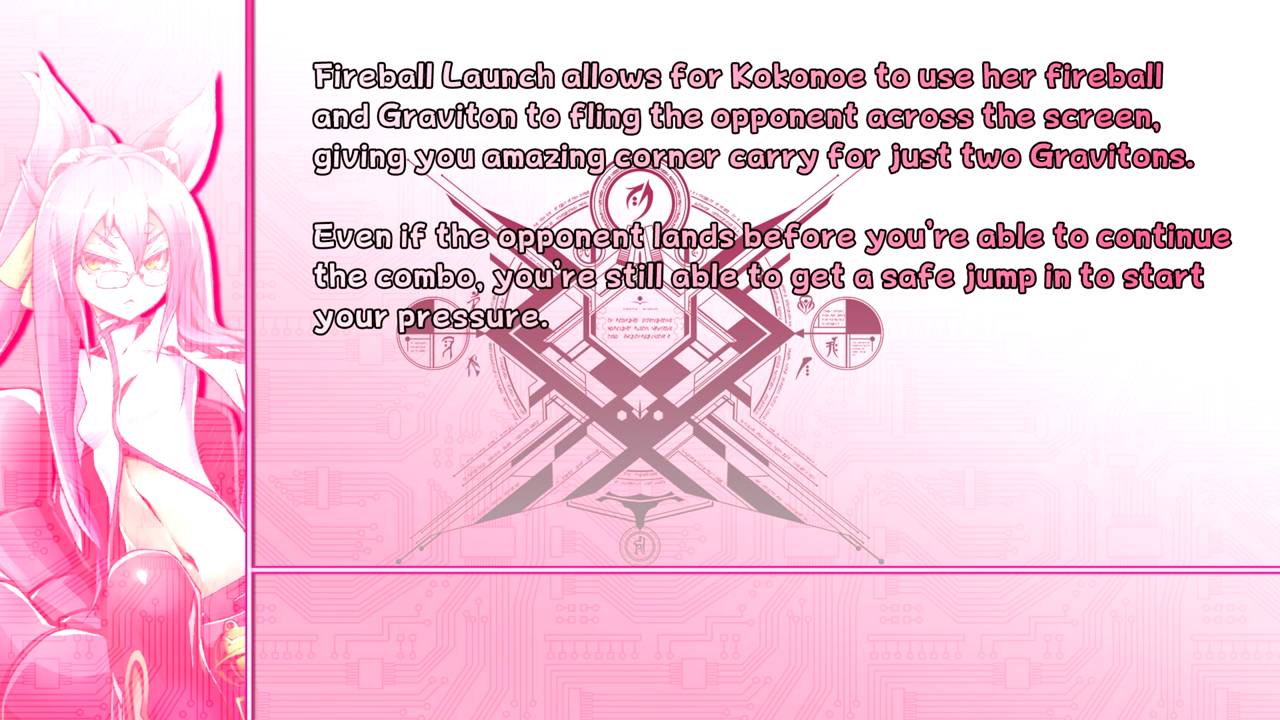 Fireball Launch allows for Kokonoe to use her fireball
and Graviton to fling the opponent across the screen,
giving you amazing corner carry for just two Gravitons.
Even if the opponent lands before you're able to continue
the combo, you're still able to get a safe jump in to start
your pressure.